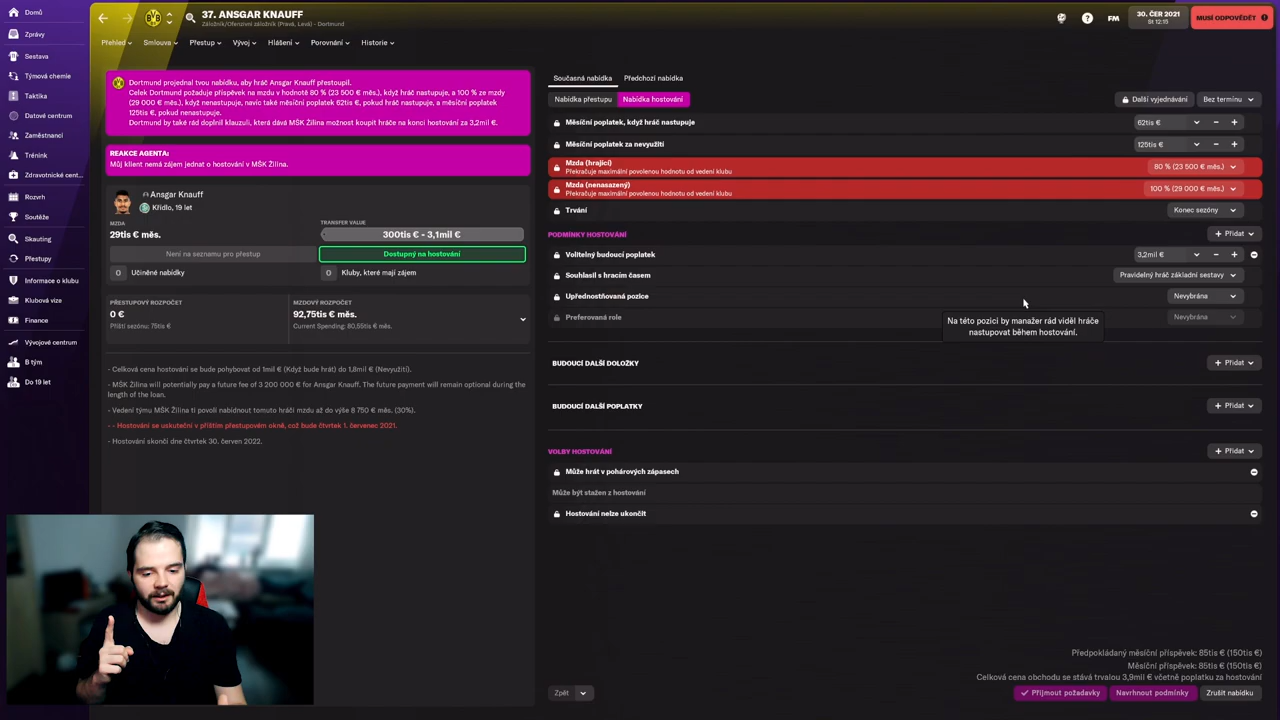 Domů
Zprávy
Sestava
Týmová chemie
Taktika
Datové centrum
Zaměstnanci
Trénink
Zdravotnické cent...
Rozvrh
Soutěže
Skauting
Přestupy
Información o klubu
Klubová vize
Finance
Vývojové centrum
B tým
Do 19 let
37. ANSGAR KNAUFF
Záložník/Ofenzivní záložník (Pravá, Levá) - Dortmund
30. ČER 2021
St 12:15
FM
MUSÍ ODPOVĚDĚT
Přehled
Smlouva
Přestup
Vývoj
Hlášení
Porovnání
Historie
Dortmund projednal tvou nabídku, aby hráč Ansgar Knauff přestoupil.
Celek Dortmund požaduje příspěvek na mzdu v hodnotě 80 % (23 500 € měs.), když hráč nastupuje, a 100 % ze mzdy
(29 000 € měs.), když nenastupuje, navíc také měsíční poplatek 62tis €, pokud hráč nastupuje, a měsíční poplatek
125tis €, pokud nenastupuje.
Dortmund by také rád doplnil klauzuli, která dává MŠK Žilina možnost koupit hráče na konci hostování za 3,2mil €.
REAKCE AGENTA:
Můj klient nemá zájem jednat o hostování v MŠK Žilina.
Ansgar Knauff
Křídlo, 19 let
MZDA
29tis € měs.
TRANSFER VALUE
300tis € - 3,1mil €
Není na seznamu pro přestup
Dostupný na hostování
0 Učiněné nabídky
0 Kluby, které mají zájem
PŘESTUPOVÝ ROZPOČET
0 €
Příští sezóna: 75tis €
MZDOVÝ ROZPOČET
92,75tis € měs.
Current Spending: 80,55tis € měs.
- Celková cena hostování se bude pohybovat od 1mil € (Když bude hrát) do 1,8mil € (Nevyužití).
- MŠK Žilina will potentially pay a future fee of 3 200 000 € for Ansgar Knauff. The future payment will remain optional during the
length of the loan.
- Vedení týmu MŠK Žilina ti povolí nabídnout tomuto hráči mzdu až do výše 8 750 € měs. (30%).
- - Hostování se uskuteční v příštím přestupovém okně, což bude čtvrtek 1. červenec 2021.
- Hostování skončí dne čtvrtek 30. červen 2022.
Současná nabídka
Předchozí nabídka
Nabídka přestupu
Nabídka hostování
Další vyjednávání
Bez termínu
Měsíční poplatek, když hráč nastupuje
62tis €
Měsíční poplatek za nevyužití
125tis €
Mzda (hrající)
Překračuje maximální povolenou hodnotu od vedení klubu
80 % (23 500 € měs.)
Mzda (nenasazený)
Překračuje maximální povolenou hodnotu od vedení klubu
100 % (29 000 € měs.)
Trvání
Konec sezóny
PODMÍNKY HOSTOVÁNÍ
+ Přidat
Volitelný budoucí poplatek
3,2mil €
Souhlasil s hracím časem
Pravidelný hráč základní sestavy
Upřednostňovaná pozice
Nevybrána
Preferovaná role
Nevybrána
Na této pozici by manažer rád viděl hráče
nastupovat během hostování.
BUDOUCÍ DALŠÍ DOLOŽKY
+ Přidat
BUDOUCÍ DALŠÍ POPLATKY
+ Přidat
VOLBY HOSTOVÁNÍ
+ Přidat
Může hrát v pohárových zápasech
Může být stažen z hostování
Hostování nelze ukončit
Předpokládaný měsíční příspěvek: 85tis € (150tis €)
Měsíční příspěvek: 85tis € (150tis €)
Celková cena obchodu se stává trvalou 3,9mil € včetně poplatku za hostování
Zpět
Přijmout požadavky
Navrhnout podmínky
Zrušit nabídku